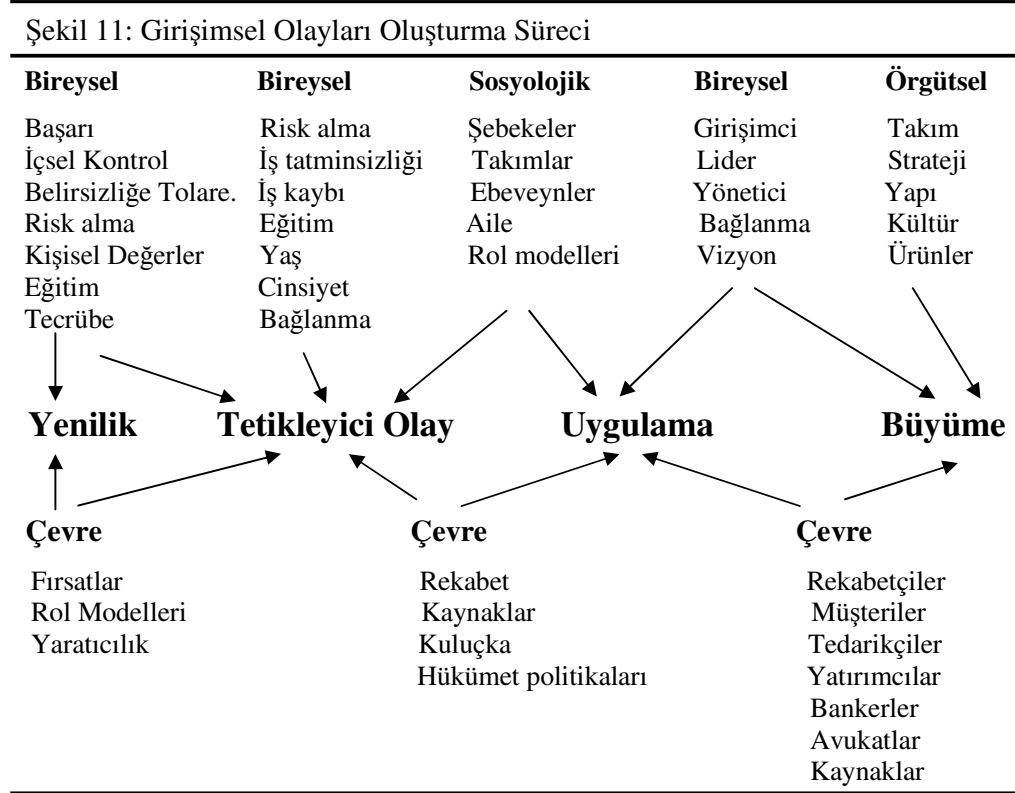 Şekil 11: Girişimsel Olayları Oluşturma Süreci
Bireysel Bireysel Sosyolojik Bireysel Örgütsel
Başarı Risk alma Şebekeler Girişimci Takım
İçsel Kontrol İş tatminsizliği Takımlar Lider Strateji
Belirsizliğe Tolare. İş kaybı Ebeveynler Yönetici Yapı
Risk alma Eğitim Aile Bağlanma Kültür
Kişisel Değerler Yaş Rol modelleri Vizyon Ürünler
Eğitim Cinsiyet
Tecrübe Bağlanma
Yenilik Tetikleyici Olay Uygulama Büyüme
Çevre Çevre Çevre
Fırsatlar Rekabet Rekabetçiler
Rol Modelleri Kaynaklar Müşteriler
Yaratıcılık Kuluçka Tedarikçiler
Hükümet politikaları Yatırımcılar
Bankerler
Avukatlar
Kaynaklar